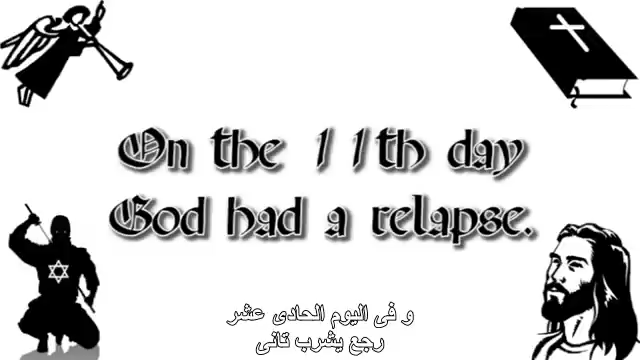 On the 11th day
God had a relapse.
و فى اليوم الحادى عشر
رجع يشرب تانى